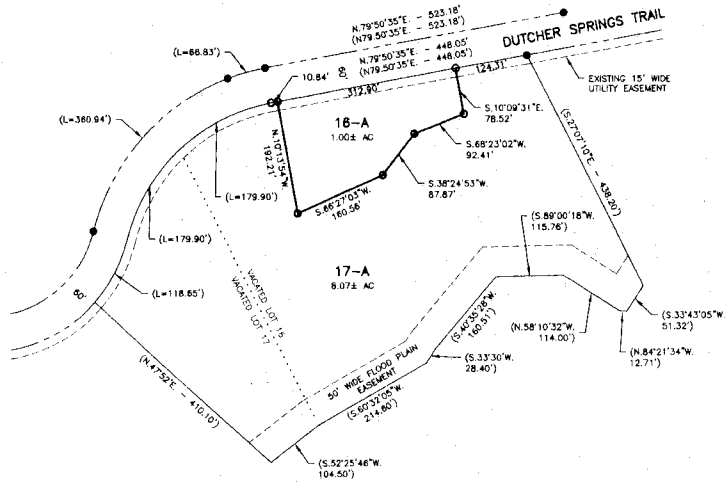 N.79°50'35"E. - 523.18'
(N79.50'35"E. - 523.18')
(L=66.83')
N.79°50'35"E. - 448.05'
(N79.50'35"E. - 448.05')
DUTCHER SPRINGS TRAIL
60'
10.84'
312.90'
124.31'
EXISTING 15' WIDE
UTILITY EASEMENT
(L=360.94')
16-A
1.00± AC
S.10°09'31"E.
78.52'
S.68°23'02"W.
92.41'
N.10°13'54"W.
192.21'
S.38°24'53"W.
87.87'
(S.27°07'10"E. - 438.20')
(L=179.90')
S.66°27'03"W.
160.56'
(S.89°00'18"W.
115.76')
(L=179.90')
17-A
8.07± AC
(L=118.65')
VACATED LOT 16
VACATED LOT 17
60'
(S.33°43'05"W.
51.32')
(S.40°35'28"W.
160.51')
(N.58°10'32"W.
114.00')
(N.84°21'34"W.
12.71')
(S.33°30'W.
28.40')
50' WIDE FLOOD PLAIN
EASEMENT
(N.47°52'E. - 410.10')
(S.60°32'05"W.
214.80')
(S.52°25'46"W.
104.50')